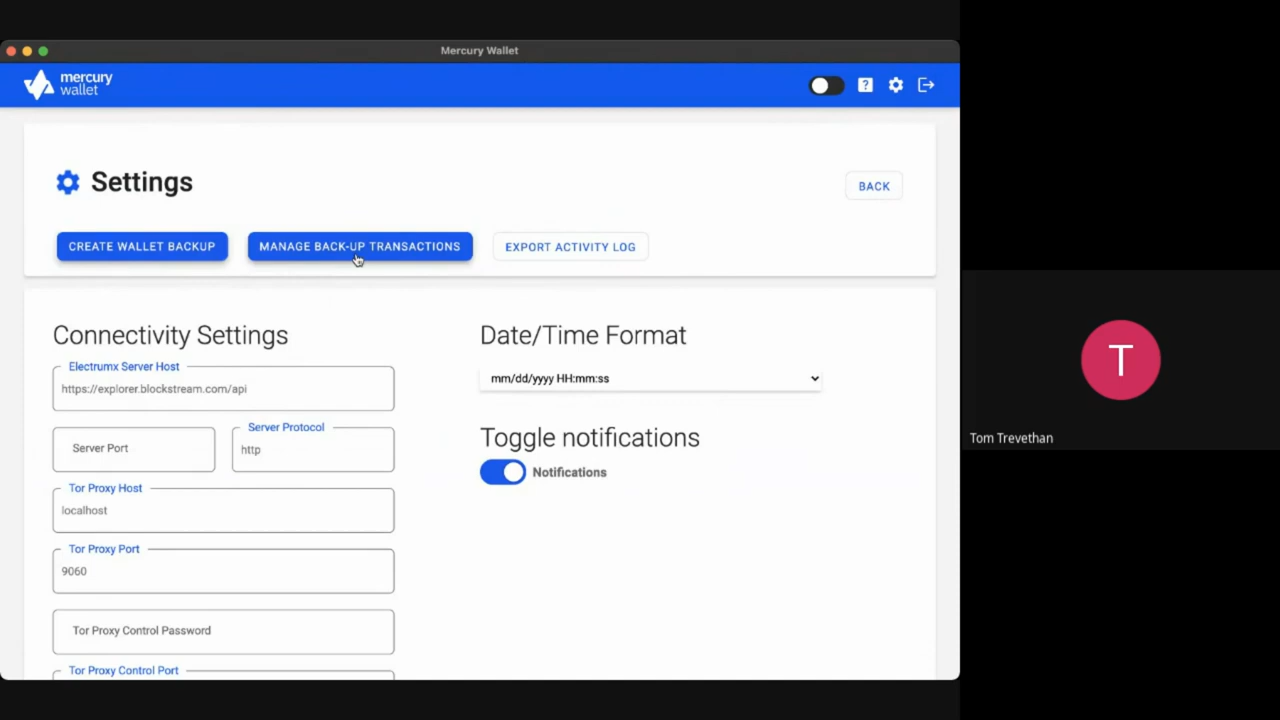 Mercury Wallet
mercury
wallet
?
Settings
BACK
CREATE WALLET BACKUP
MANAGE BACK-UP TRANSACTIONS
EXPORT ACTIVITY LOG
Connectivity Settings
Electrumx Server Host
https://explorer.blockstream.com/api
Server Port
Server Protocol
http
Tor Proxy Host
localhost
Tor Proxy Port
9060
Tor Proxy Control Password
Tor Proxy Control Port
Date/Time Format
mm/dd/yyyy HH:mm:ss
Toggle notifications
Notifications
T
Tom Trevethan